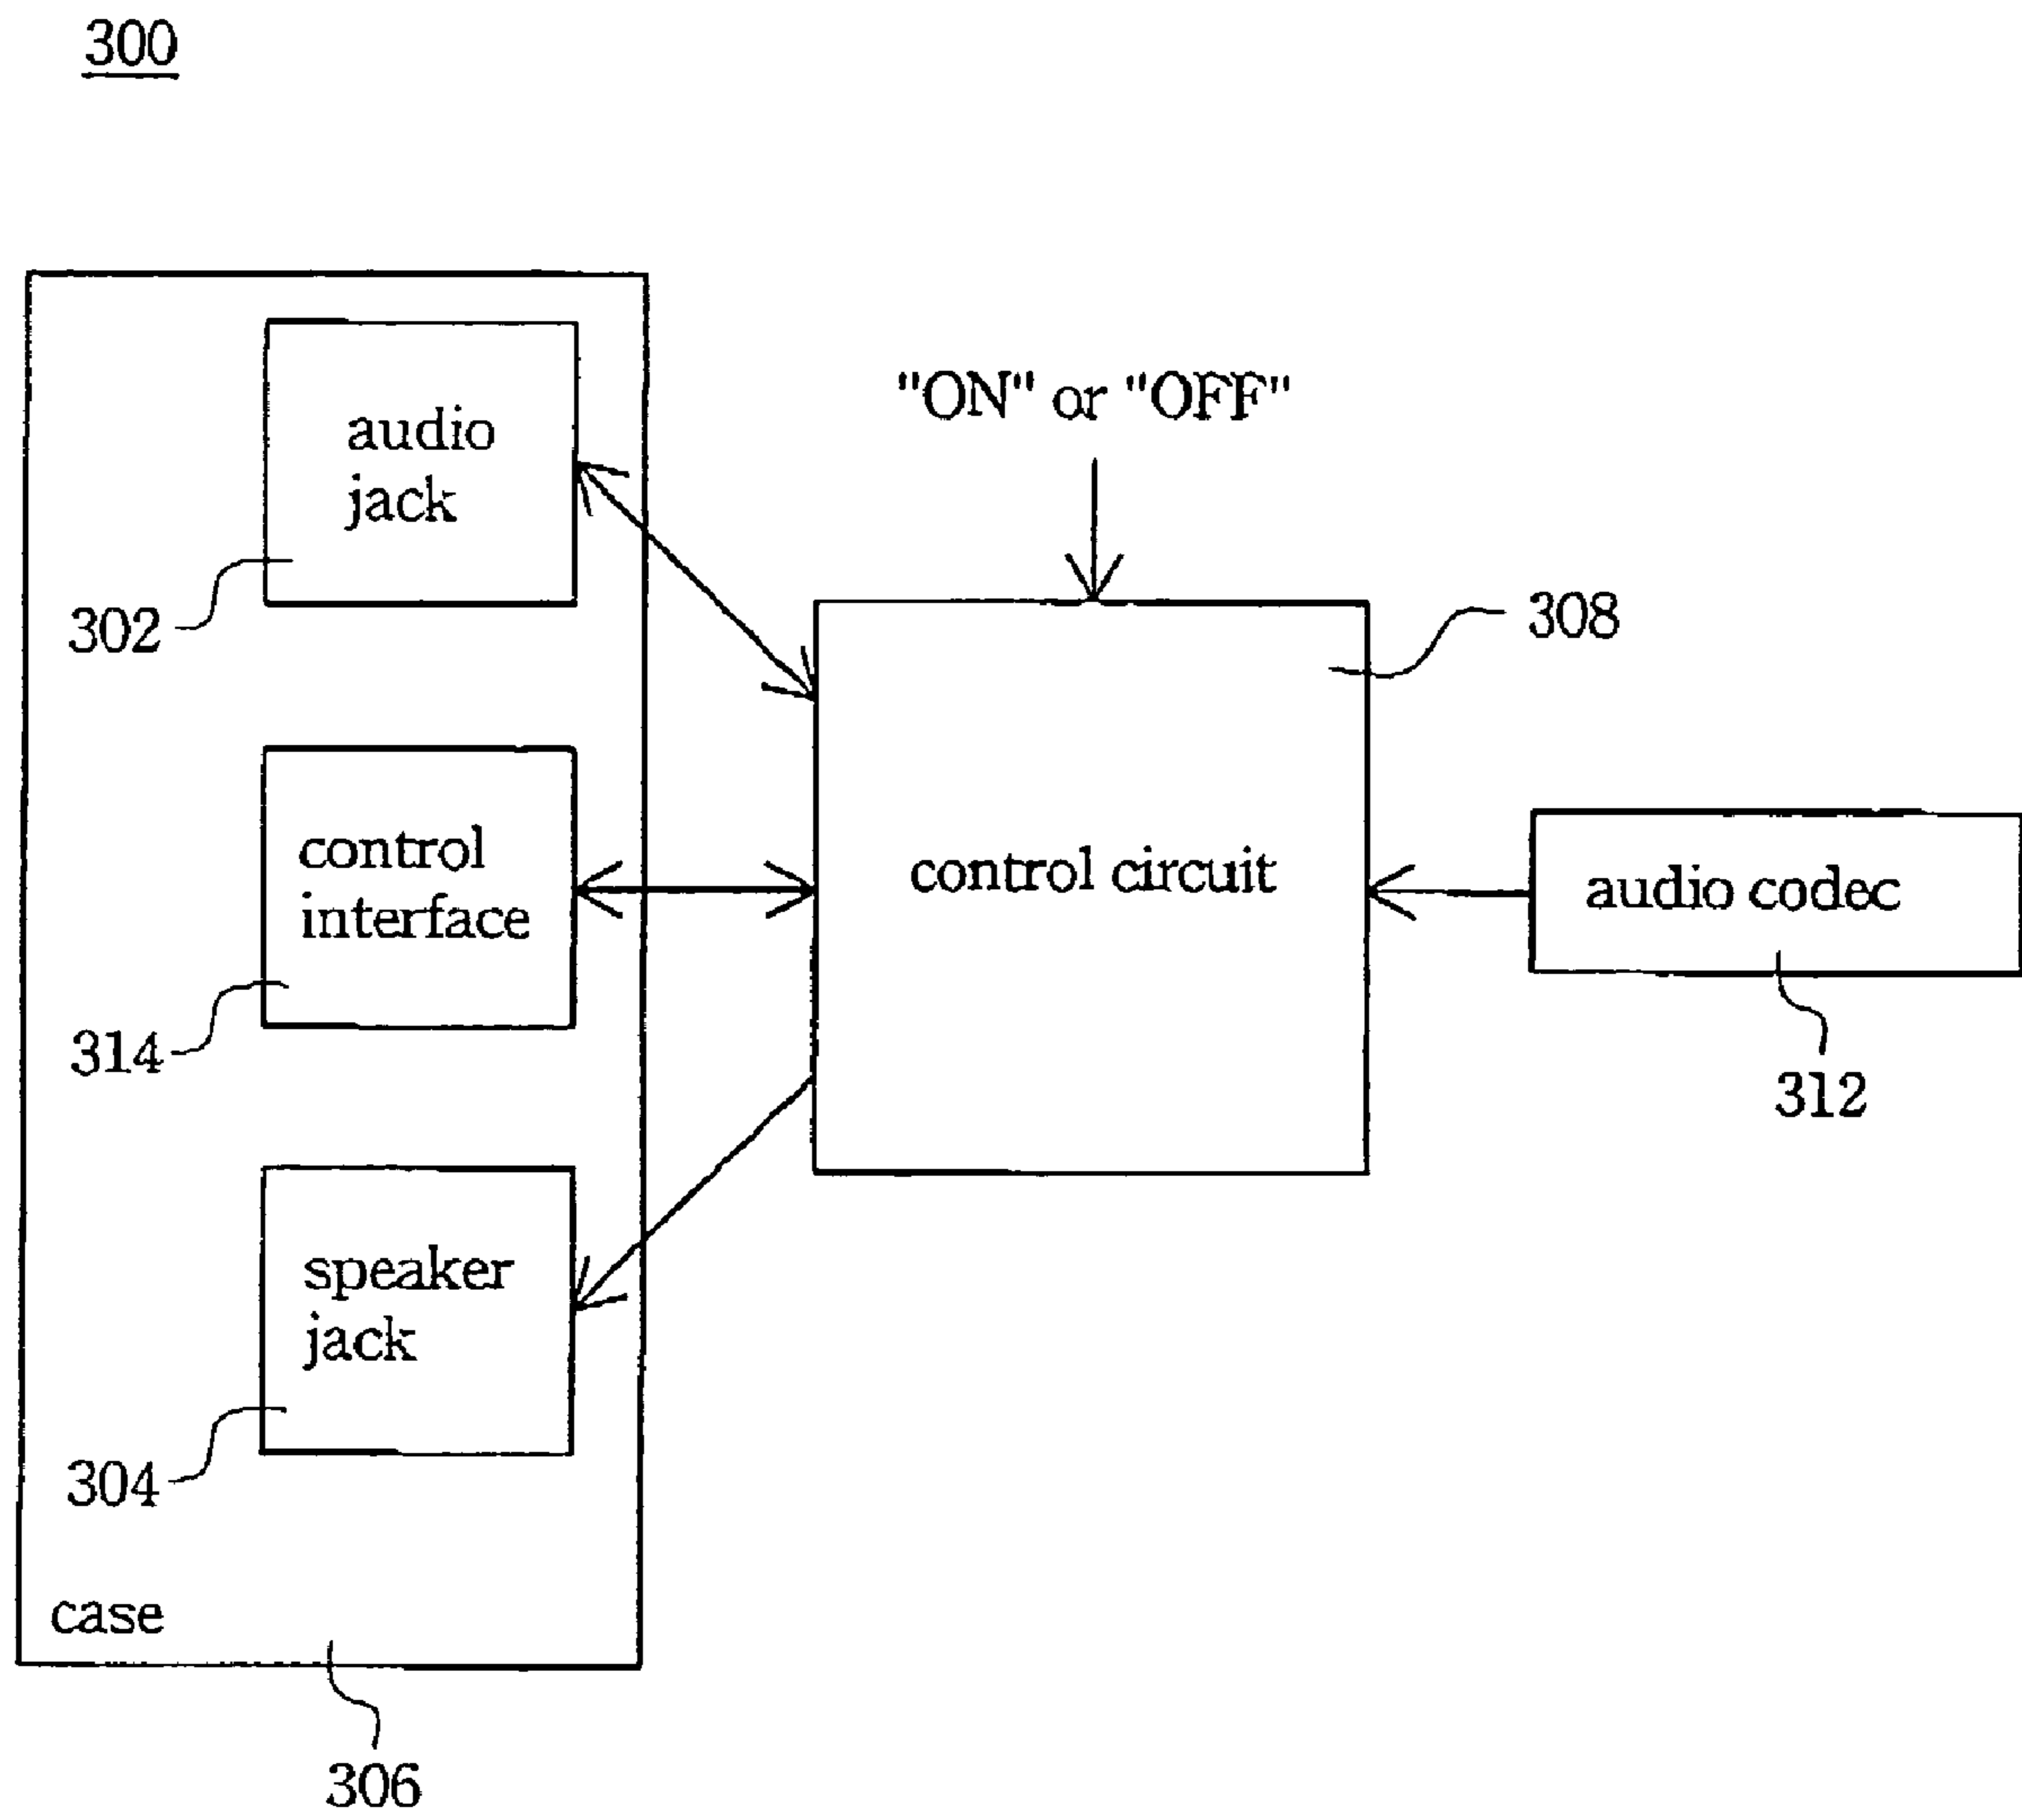 300
audio
jack
302
"ON" or "OFF"
308
control
interface
314
control circuit
audio codec
312
speaker
jack
304
case
306